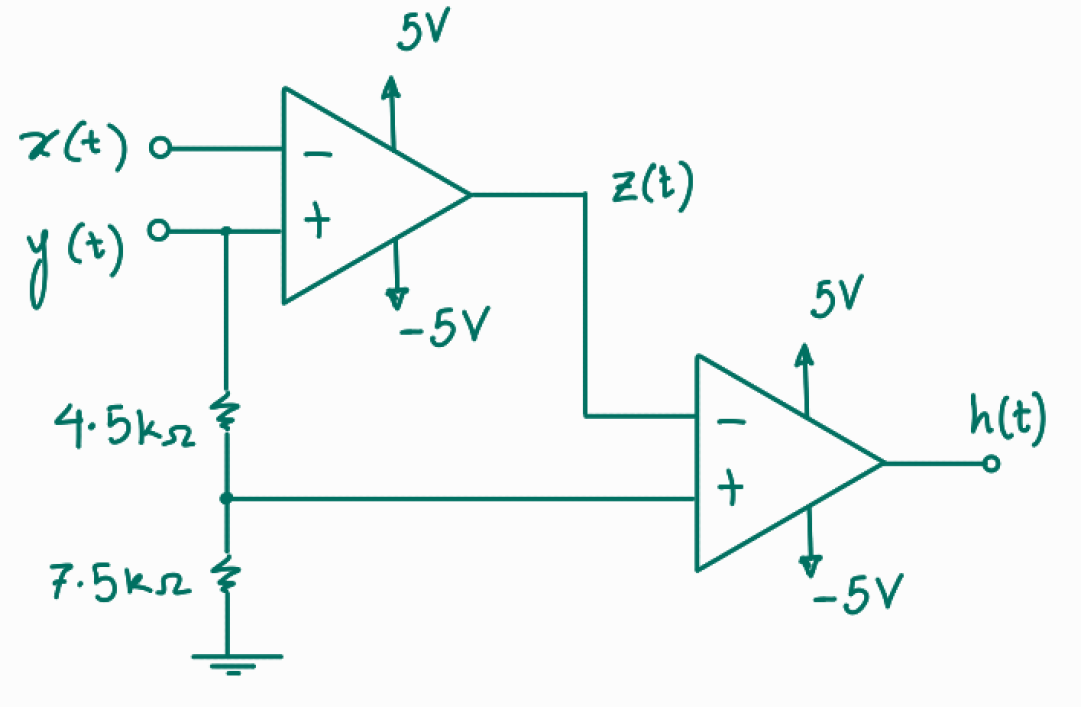 5V
x(t)
-
z(t)
y(t)
+
-5V
5V
4.5kΩ
-
h(t)
+
7.5kΩ
-5V